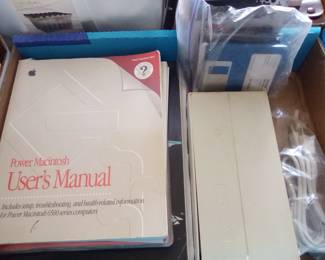 Power Macintosh
User's Manual
Includes setup, troubleshooting, and health-related information
for Power Macintosh 6500 series computers